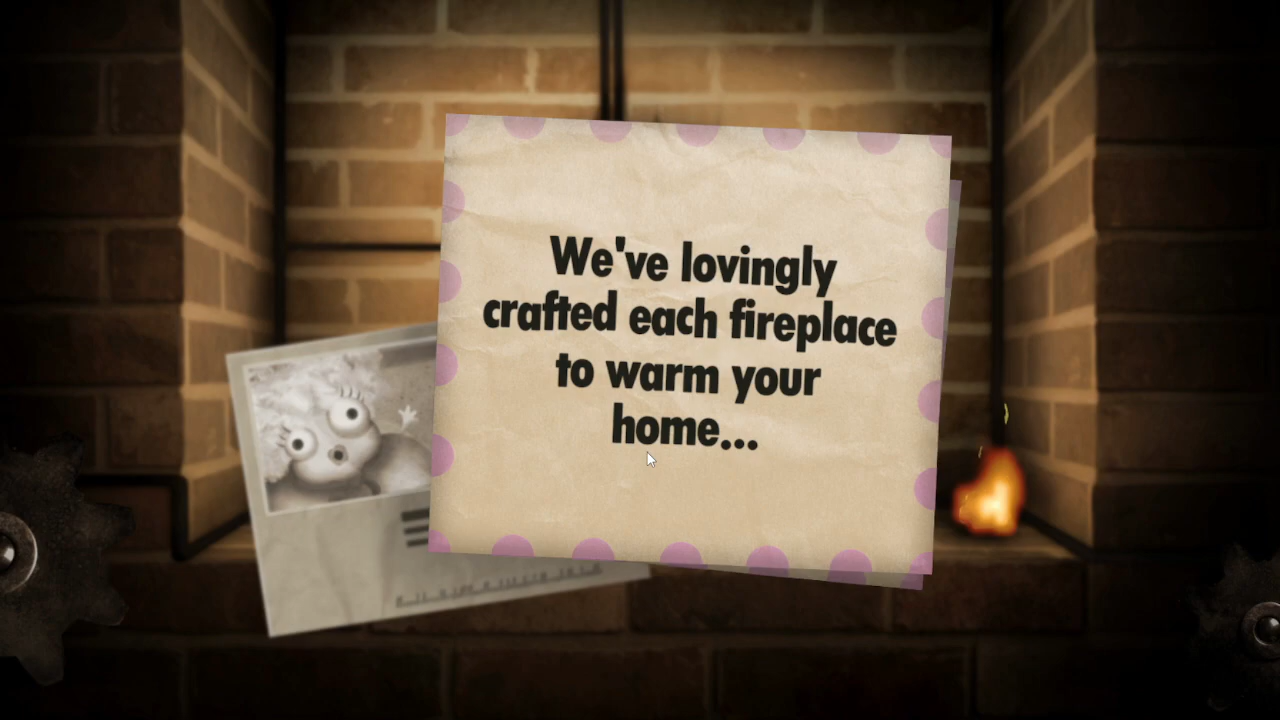 We've lovingly
crafted each fireplace
to warm your
home...